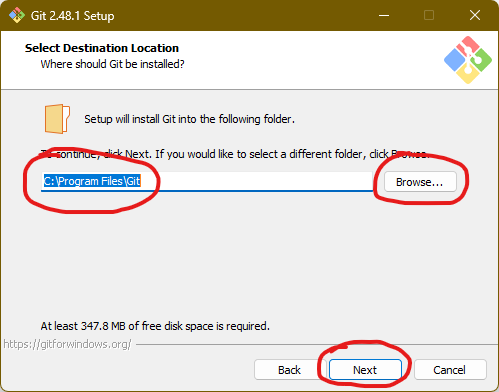 Git 2.48.1 Setup
Select Destination Location
Where should Git be installed?
Setup will install Git into the following folder.
To continue, click Next. If you would like to select a different folder, click Browse.
C:\Program Files\Git
Browse...
At least 347.8 MB of free disk space is required.
https://gitforwindows.org/
Back
Next
Cancel